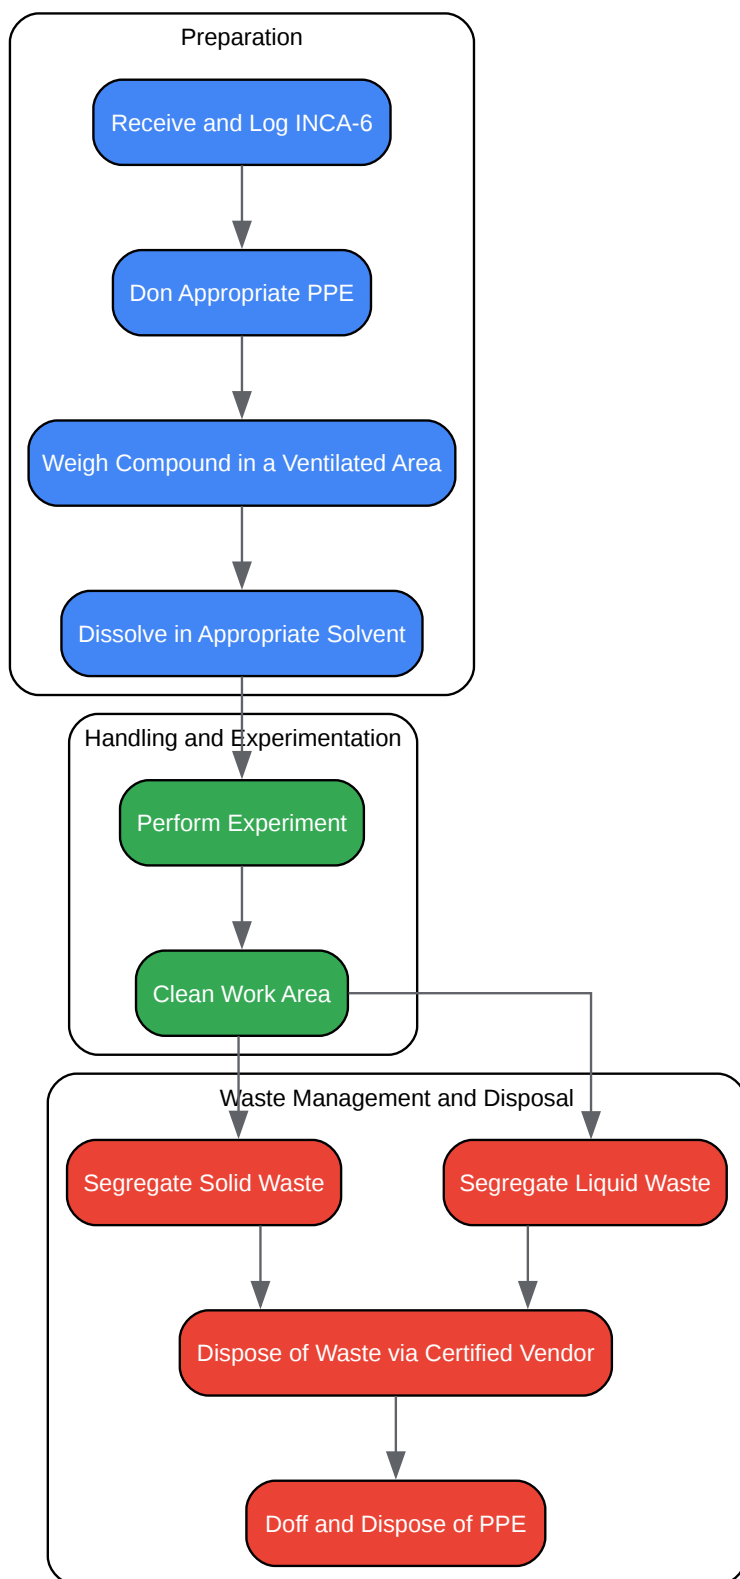 Preparation
Receive and Log INCA-6
Don Appropriate PPE
Weigh Compound in a Ventilated Area
Dissolve in Appropriate Solvent
Handling and Experimentation
Perform Experiment
Clean Work Area
Waste Management and Disposal
Segregate Solid Waste
Segregate Liquid Waste
Dispose of Waste via Certified Vendor
Doff and Dispose of PPE